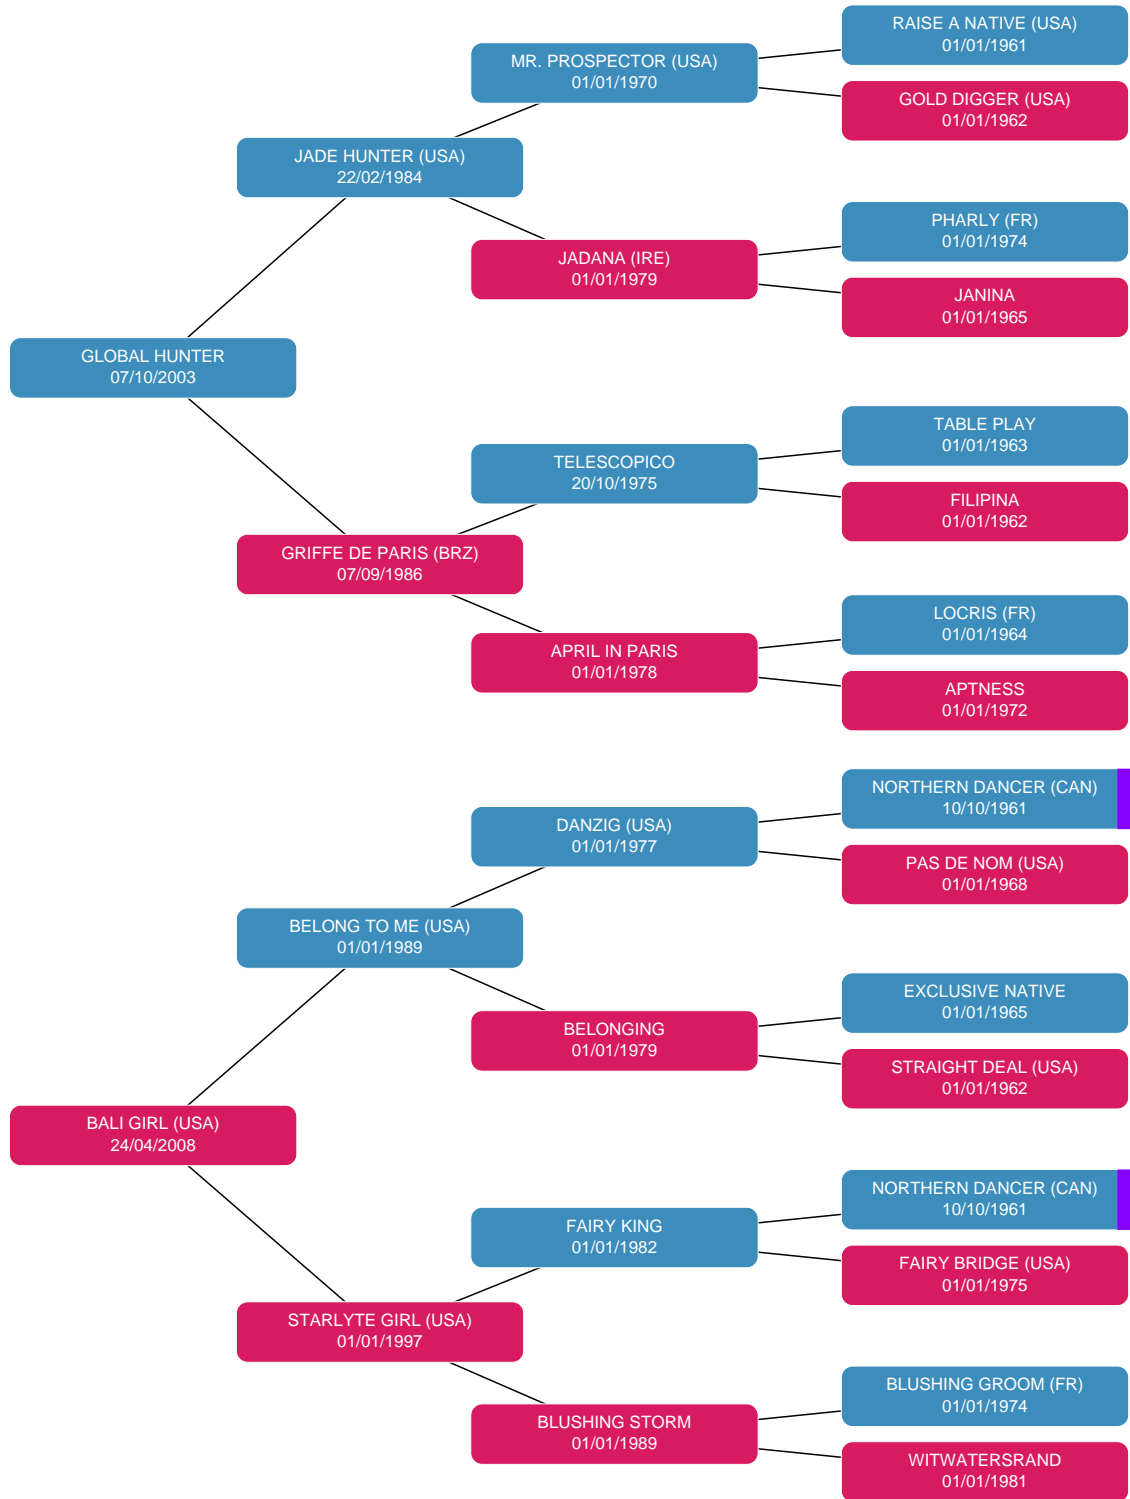 RAISE A NATIVE (USA)
01/01/1961
MR. PROSPECTOR (USA)
01/01/1970
GOLD DIGGER (USA)
01/01/1962
JADE HUNTER (USA)
22/02/1984
PHARLY (FR)
01/01/1974
JADANA (IRE)
01/01/1979
JANINA
01/01/1965
GLOBAL HUNTER
07/10/2003
TABLE PLAY
01/01/1963
TELESCOPICO
20/10/1975
FILIPINA
01/01/1962
GRIFFE DE PARIS (BRZ)
07/09/1986
LOCRIS (FR)
01/01/1964
APRIL IN PARIS
01/01/1978
APTNESS
01/01/1972
NORTHERN DANCER (CAN)
10/10/1961
DANZIG (USA)
01/01/1977
PAS DE NOM (USA)
01/01/1968
BELONG TO ME (USA)
01/01/1989
EXCLUSIVE NATIVE
01/01/1965
BELONGING
01/01/1979
STRAIGHT DEAL (USA)
01/01/1962
BALI GIRL (USA)
24/04/2008
NORTHERN DANCER (CAN)
10/10/1961
FAIRY KING
01/01/1982
FAIRY BRIDGE (USA)
01/01/1975
STARLYTE GIRL (USA)
01/01/1997
BLUSHING GROOM (FR)
01/01/1974
BLUSHING STORM
01/01/1989
WITWATERSRAND
01/01/1981